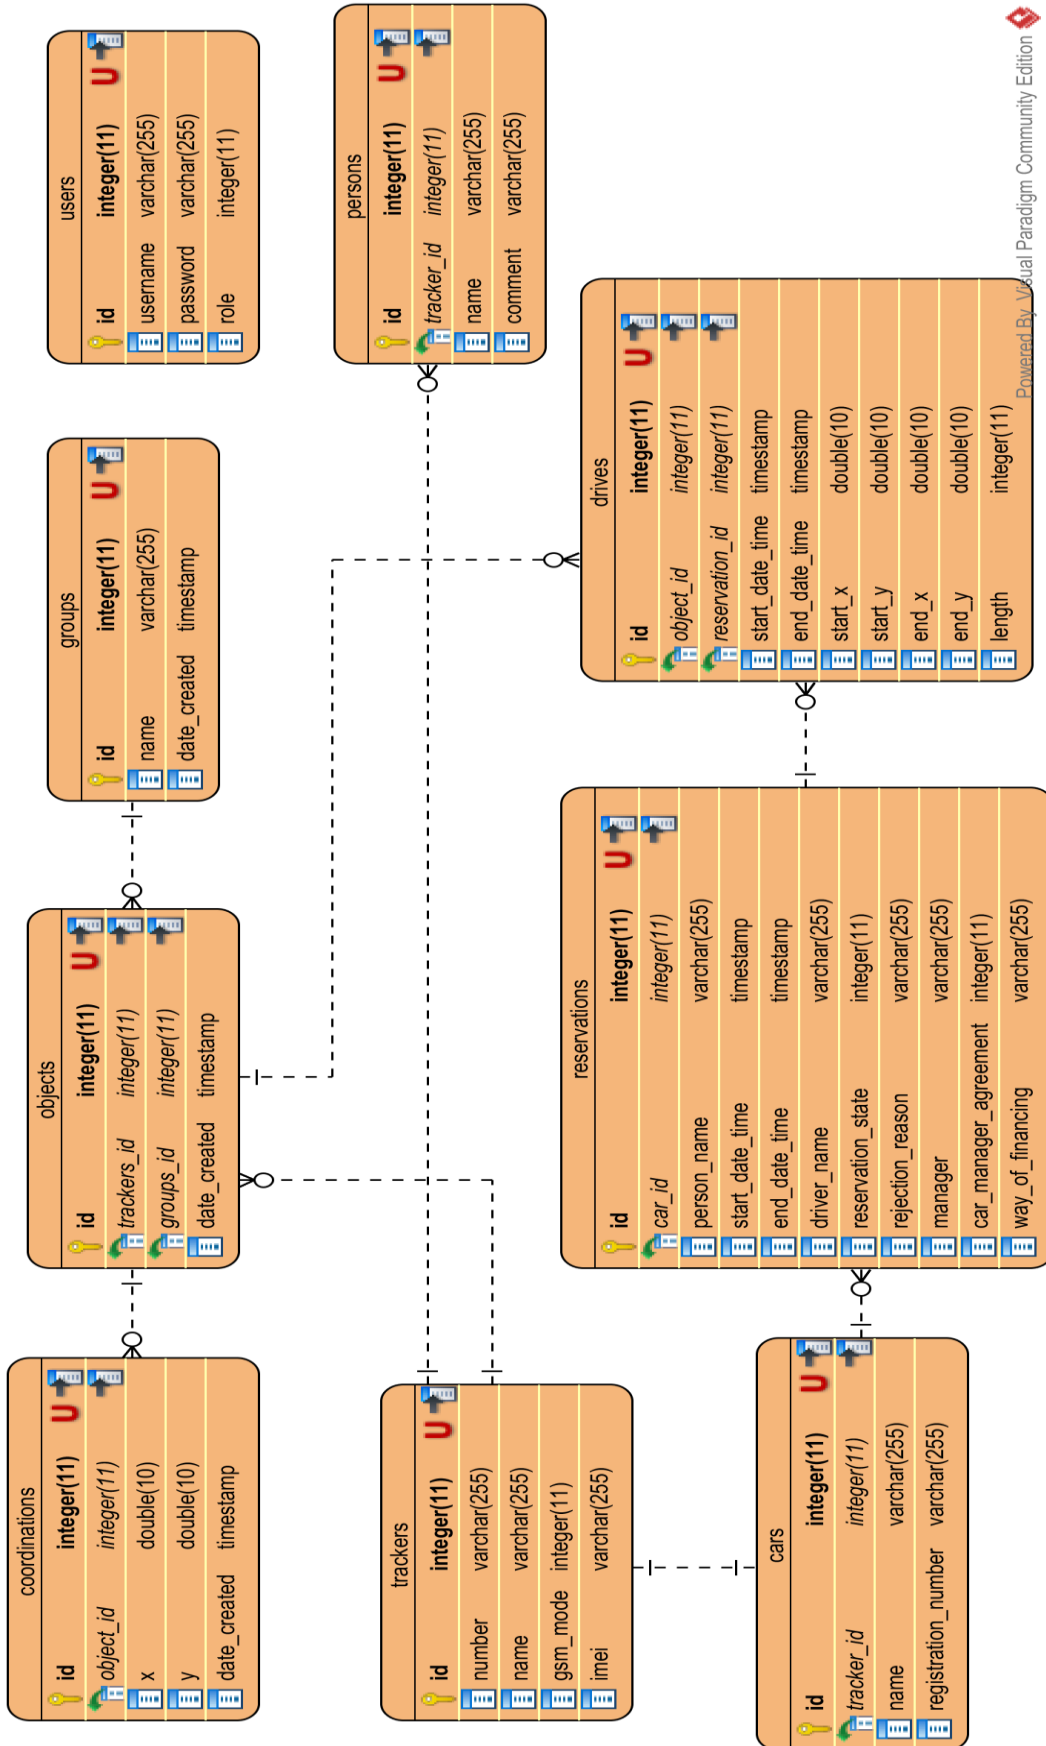 coordinations
id integer(11) U
object_id integer(11)
x double(10)
y double(10)
date_created timestamp
objects
id integer(11) U
trackers_id integer(11)
groups_id integer(11)
date_created timestamp
groups
id integer(11) U
name varchar(255)
date_created timestamp
users
id integer(11) U
username varchar(255)
password varchar(255)
role integer(11)
trackers
id integer(11) U
number varchar(255)
name varchar(255)
gsm_mode integer(11)
imei varchar(255)
persons
id integer(11) U
tracker_id integer(11)
name varchar(255)
comment varchar(255)
cars
id integer(11) U
tracker_id integer(11)
name varchar(255)
registration_number varchar(255)
reservations
id integer(11) U
car_id integer(11)
person_name varchar(255)
start_date_time timestamp
end_date_time timestamp
driver_name varchar(255)
reservation_state integer(11)
rejection_reason varchar(255)
manager varchar(255)
car_manager_agreement integer(11)
way_of_financing varchar(255)
drives
id integer(11) U
object_id integer(11)
reservation_id integer(11)
start_date_time timestamp
end_date_time timestamp
start_x double(10)
start_y double(10)
end_x double(10)
end_y double(10)
length integer(11)
Powered By Visual Paradigm Community Edition